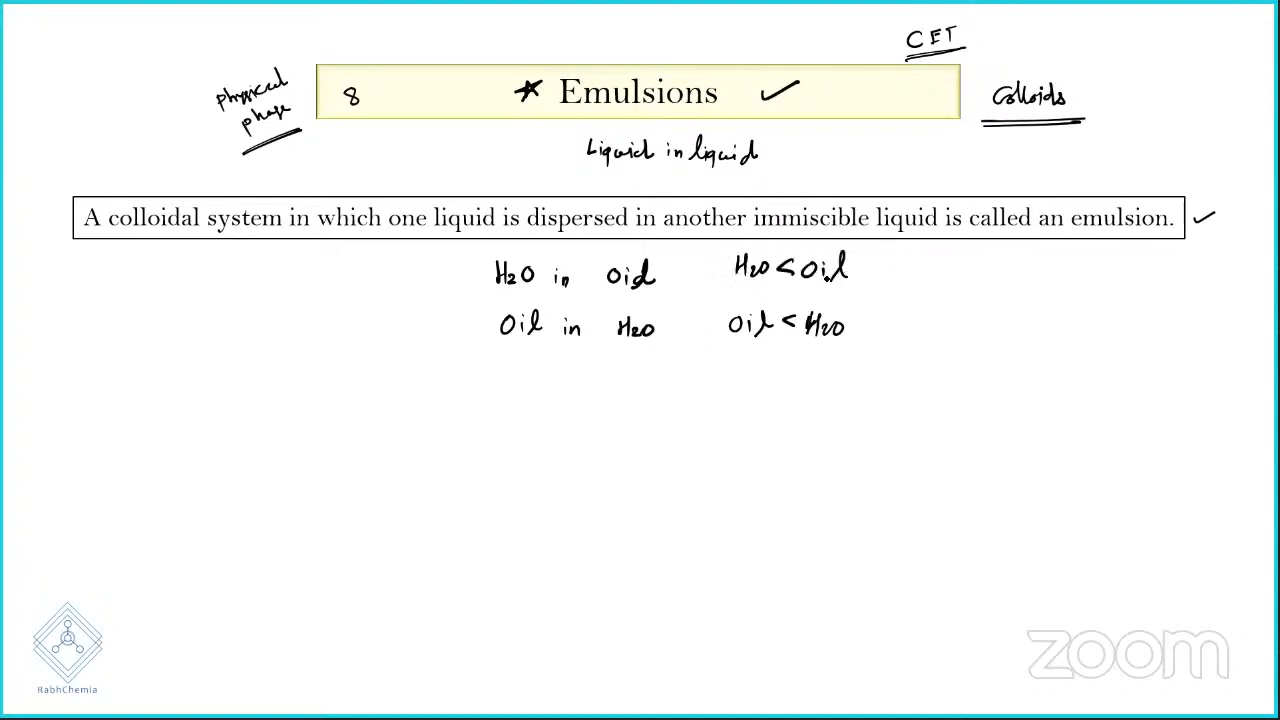 CET
physical
phase
8 ★ Emulsions ✓
Colloids
Liquid in liquid
A colloidal system in which one liquid is dispersed in another immiscible liquid is called an emulsion. ✓
H2O in Oil H2O < Oil
Oil in H2O Oil < H2O
RabhChemia
zoom